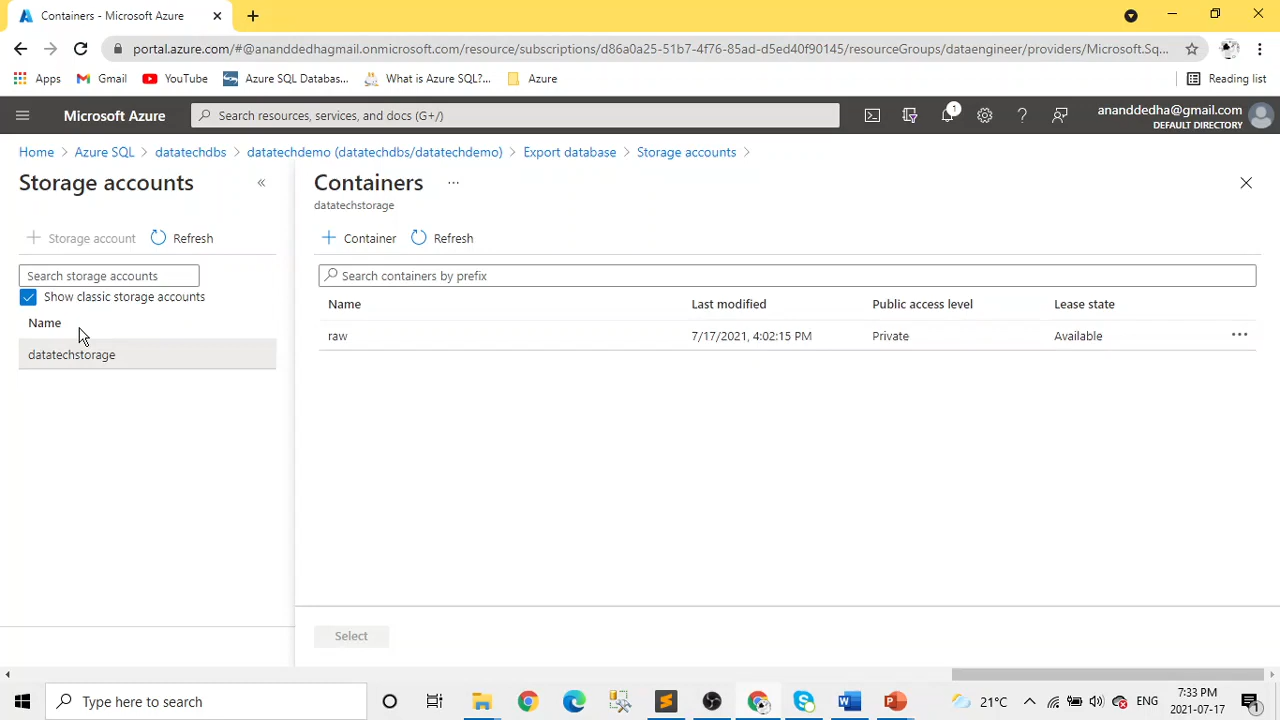 Containers - Microsoft Azure
portal.azure.com/#@ananddedhagmail.onmicrosoft.com/resource/subscriptions/d86a0a25-51b7-4f76-85ad-d5ed40f90145/resourceGroups/dataengineer/providers/Microsoft.Sq...
Apps Gmail YouTube Azure SQL Databas... What is Azure SQL?... Azure Reading list
Microsoft Azure Search resources, services, and docs (G+/) 1 ananddedha@gmail.com
DEFAULT DIRECTORY
Home > Azure SQL > datatechdbs > datatechdemo (datatechdbs/datatechdemo) > Export database > Storage accounts >
Storage accounts
Storage account Refresh
Search storage accounts
Show classic storage accounts
Name
datatechstorage
Containers ...
datatechstorage
Container Refresh
Search containers by prefix
Name Last modified Public access level Lease state
raw 7/17/2021, 4:02:15 PM Private Available
Select
Type here to search 21°C ENG 7:33 PM
2021-07-17 1